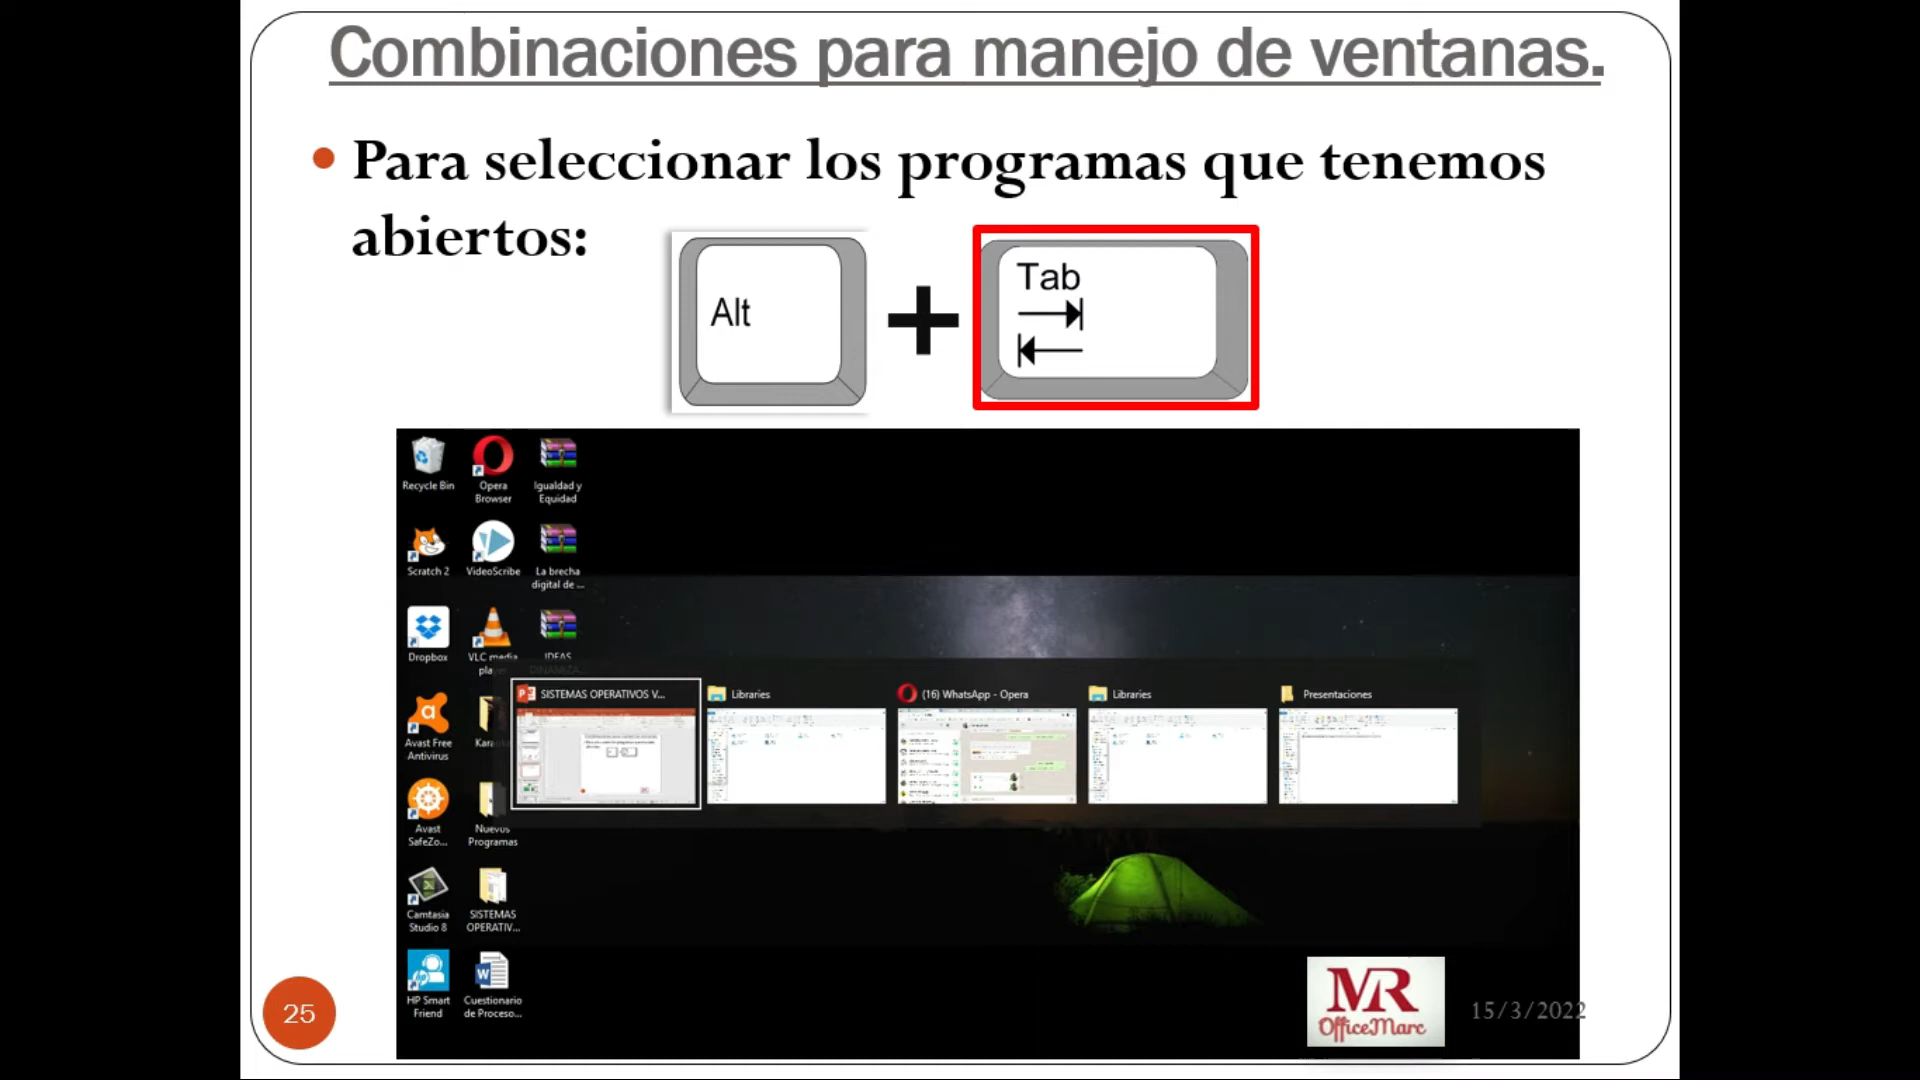 Combinaciones para manejo de ventanas.
• Para seleccionar los programas que tenemos
abiertos:
Alt
+
Tab
Recycle Bin
Opera
Browser
Igualdad y
Equidad
Scratch 2
VideoScribe
La brecha
digital de ...
Dropbox
VLC media
IDEAS
SISTEMAS OPERATIVOS V...
Libraries
(16) WhatsApp - Opera
Libraries
Presentaciones
Avast Free
Antivirus
Avast
SafeZo...
Nuevos
Programas
Camtasia
Studio 8
SISTEMAS
OPERATIV...
HP Smart
Friend
Cuestionario
de Proceso...
25
MR
OfficeMarc
15/3/2022